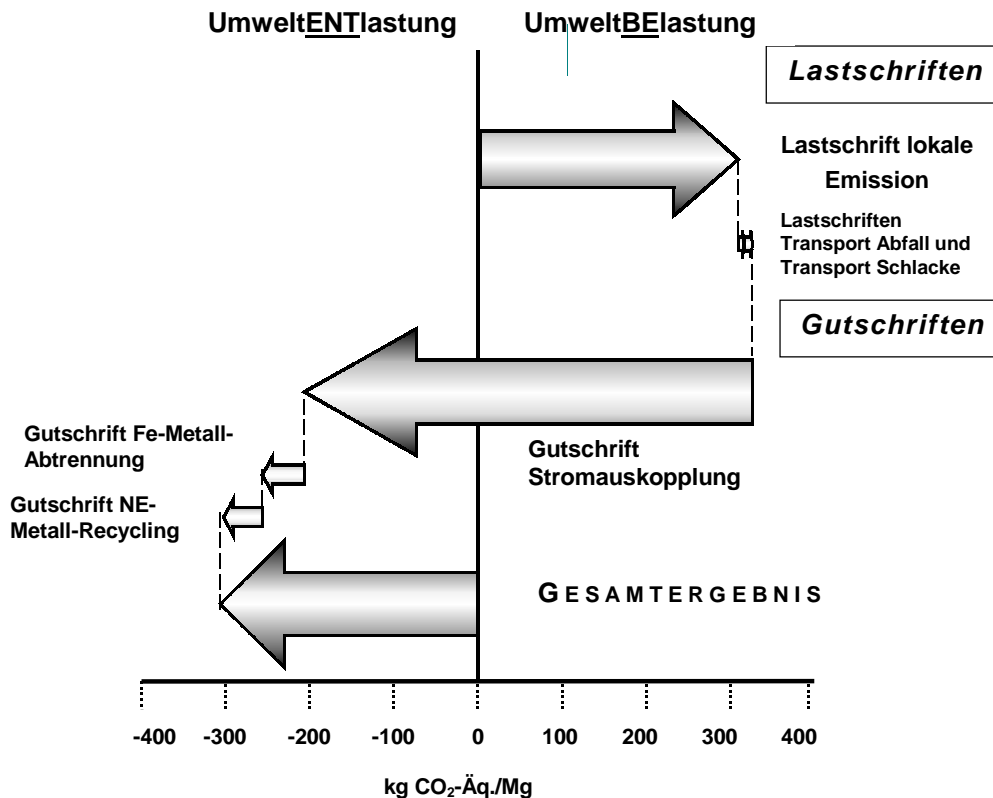 UmweltENTlastung
UmweltBElastung
Lastschriften
Lastschrift lokale
Emission
Lastschriften
Transport Abfall und
Transport Schlacke
Gutschriften
Gutschrift Fe-Metall-
Abtrennung
Gutschrift
Stromauskopplung
Gutschrift NE-
Metall-Recycling
GESAMTERGEBNIS
-400 -300 -200 -100 0 100 200 300 400
kg CO₂-Äq./Mg